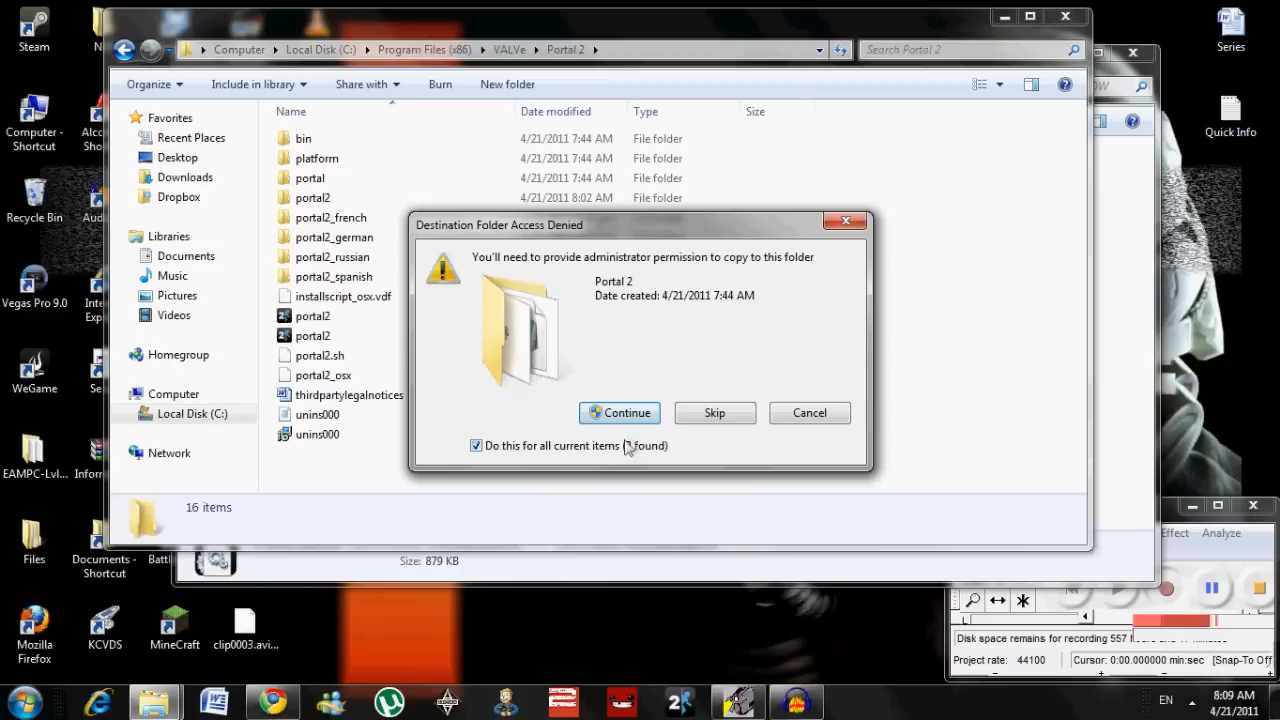 Steam
N
Computer - Shortcut
Alco
Recycle Bin
Aud
Vegas Pro 9.0
Int
Exp
WeGame
Se
EAMPC-Lvl...
Inform
Files
Documents - Shortcut
Battl
Mozilla Firefox
KCVDS
MineCraft
clip0003.avi...
Series
Quick Info
Computer Local Disk (C:) Program Files (x86) VALVe Portal 2
Search Portal 2
Organize Include in library Share with Burn New folder
Name Date modified Type Size
Favorites
Recent Places
Desktop
Downloads
Dropbox
Libraries
Documents
Music
Pictures
Videos
Homegroup
Computer
Local Disk (C:)
Network
bin 4/21/2011 7:44 AM File folder
platform 4/21/2011 7:44 AM File folder
portal 4/21/2011 7:44 AM File folder
portal2 4/21/2011 8:02 AM File folder
portal2_french
portal2_german
portal2_russian
portal2_spanish
installscript_osx.vdf
portal2
portal2
portal2.sh
portal2_osx
thirdpartylegalnotices
unins000
unins000
16 items
Size: 879 KB
Destination Folder Access Denied
You'll need to provide administrator permission to copy to this folder
Portal 2
Date created: 4/21/2011 7:44 AM
Continue Skip Cancel
Do this for all current items ( found)
Effect Analyze
Disk space remains for recording 557
Project rate: 44100 Cursor: 0:00.000000 min:sec [Snap-To Off
EN
8:09 AM
4/21/2011